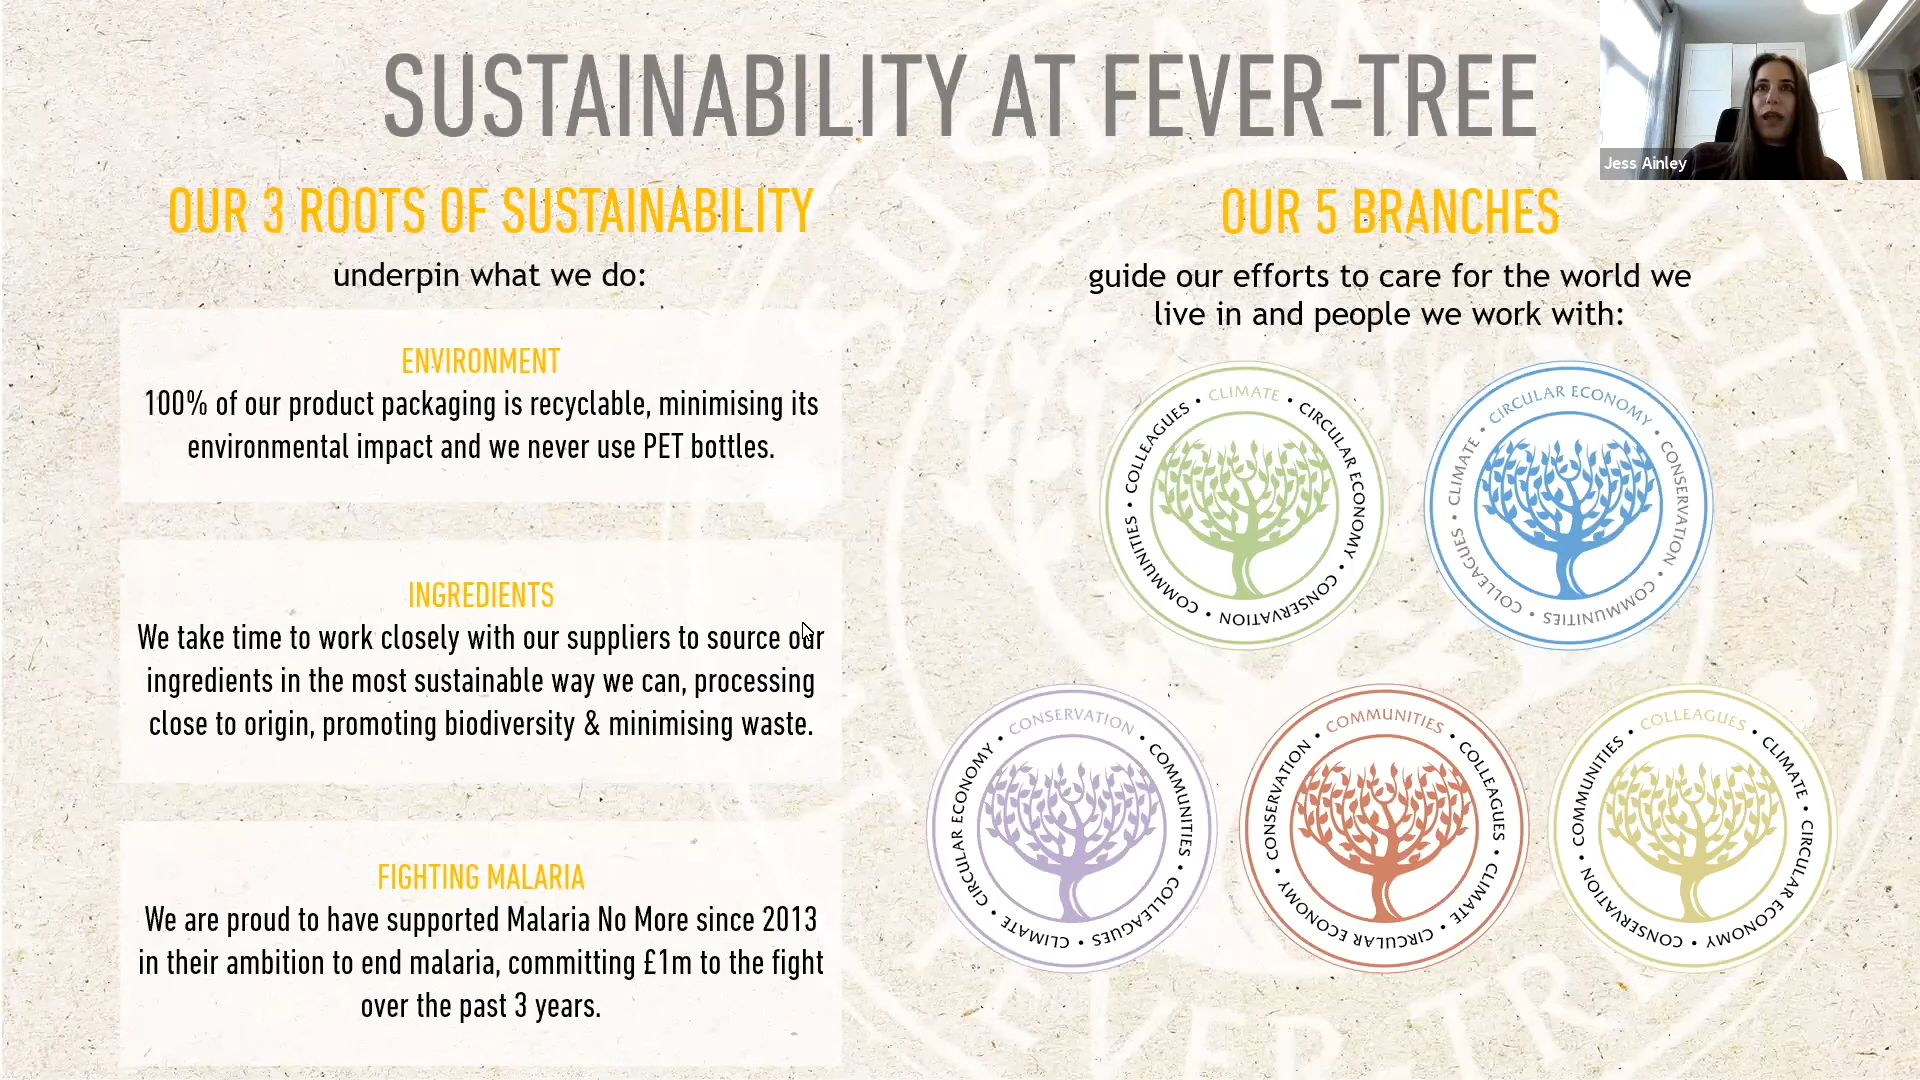 SUSTAINABILITY AT FEVER-TREE
Jess Ainley
OUR 3 ROOTS OF SUSTAINABILITY
underpin what we do:
ENVIRONMENT
100% of our product packaging is recyclable, minimising its
environmental impact and we never use PET bottles.
INGREDIENTS
We take time to work closely with our suppliers to source our
ingredients in the most sustainable way we can, processing
close to origin, promoting biodiversity & minimising waste.
FIGHTING MALARIA
We are proud to have supported Malaria No More since 2013
in their ambition to end malaria, committing £1m to the fight
over the past 3 years.
OUR 5 BRANCHES
guide our efforts to care for the world we
live in and people we work with:
CLIMATE • CIRCULAR ECONOMY • CONSERVATION • COMMUNITIES • COLLEAGUES •
CIRCULAR ECONOMY • CONSERVATION • COMMUNITIES • COLLEAGUES • CLIMATE •
CONSERVATION • COMMUNITIES • COLLEAGUES • CLIMATE • CIRCULAR ECONOMY •
COMMUNITIES • COLLEAGUES • CLIMATE • CIRCULAR ECONOMY • CONSERVATION •
COLLEAGUES • CLIMATE • CIRCULAR ECONOMY • CONSERVATION • COMMUNITIES •
SUSTAINABILITY
FEVER-TREE